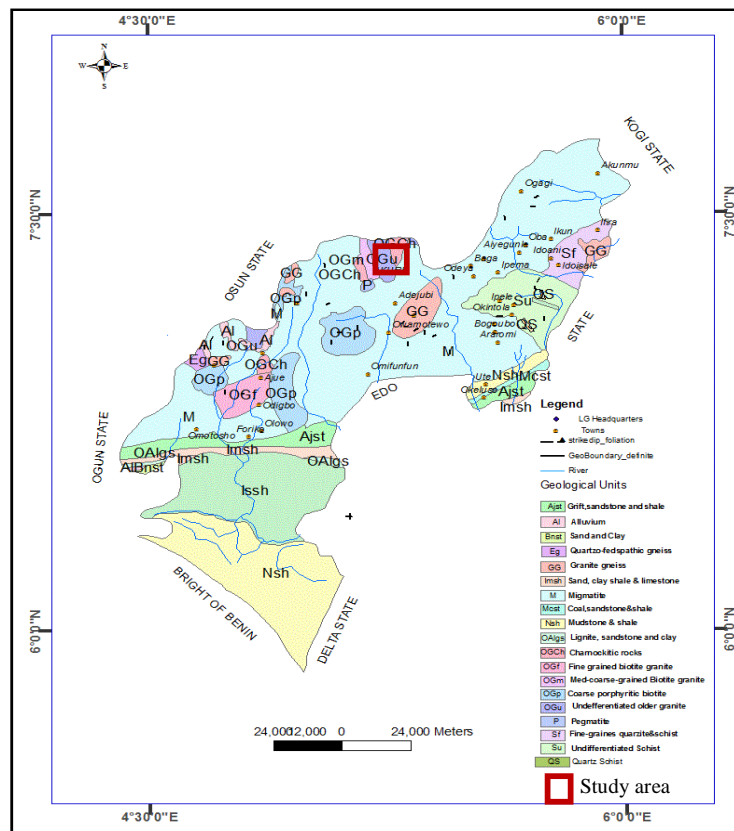 4°30'0"E
6°0'0"E
N
W
E
S
7°30'0"N
7°30'0"N
KOGI STATE
Akunmu
Ogagi
Ifira
Oba
Ikun
Aiyegunle
Idoani
Sf
GG
Idoisale
Baga
Odeya
Ipema
OGCh
OGu
OGm
OGCh
P
OSUN STATE
GG
OGp
M
Adejubi
GG
Omamotewo
Ipele
Su
QS
Okintola
QS
STATE
Araromi
Al
Al
Al
OGu
Eg
GG
OGp
OGp
M
Omifunfun
EDO
OGCh
Ajue
OGf
OGp
Odigbo
Ute
Nsh
Mcst
Okeluse
Ajst
Imsh
M
Omotosho
Foriku
Olowo
Ajst
OGUN STATE
OAlgs
Imsh
Imsh
OAlgs
AlBnst
Issh
Nsh
BRIGHT OF BENIN
DELTA STATE
6°0'0"N
6°0'0"N
24,000
12,000
0
24,000 Meters
Legend
LG Headquarters
Towns
strikedip_foliation
GeoBoundary_definite
River
Geological Units
Ajst Grift,sandstone and shale
Al Alluvium
Bnst Sand and Clay
Eg Quartzo-fedspathic gneiss
GG Granite gneiss
Imsh Sand, clay shale & limestone
M Migmatite
Mcst Coal,sandstone&shale
Nsh Mudstone & shale
OAlgs Lignite, sandstone and clay
OGCh Charnockitic rocks
OGf Fine grained biotite granite
OGm Med-coarse-grained Biotite granite
OGp Coarse porphyritic biotite
OGu Undefferentiated older granite
P Pegmatite
Sf Fine-graines quarzite&schist
Su Undifferentiated Schist
QS Quartz Schist
Study area
4°30'0"E
6°0'0"E